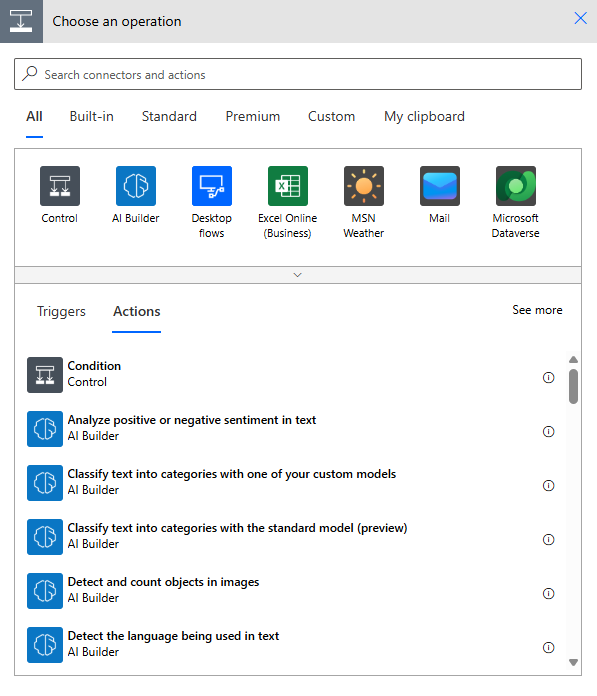 Choose an operation
Search connectors and actions
All Built-in Standard Premium Custom My clipboard
Control AI Builder Desktop flows Excel Online (Business) MSN Weather Mail Microsoft Dataverse
Triggers Actions See more
Condition
Control
Analyze positive or negative sentiment in text
AI Builder
Classify text into categories with one of your custom models
AI Builder
Classify text into categories with the standard model (preview)
AI Builder
Detect and count objects in images
AI Builder
Detect the language being used in text
AI Builder